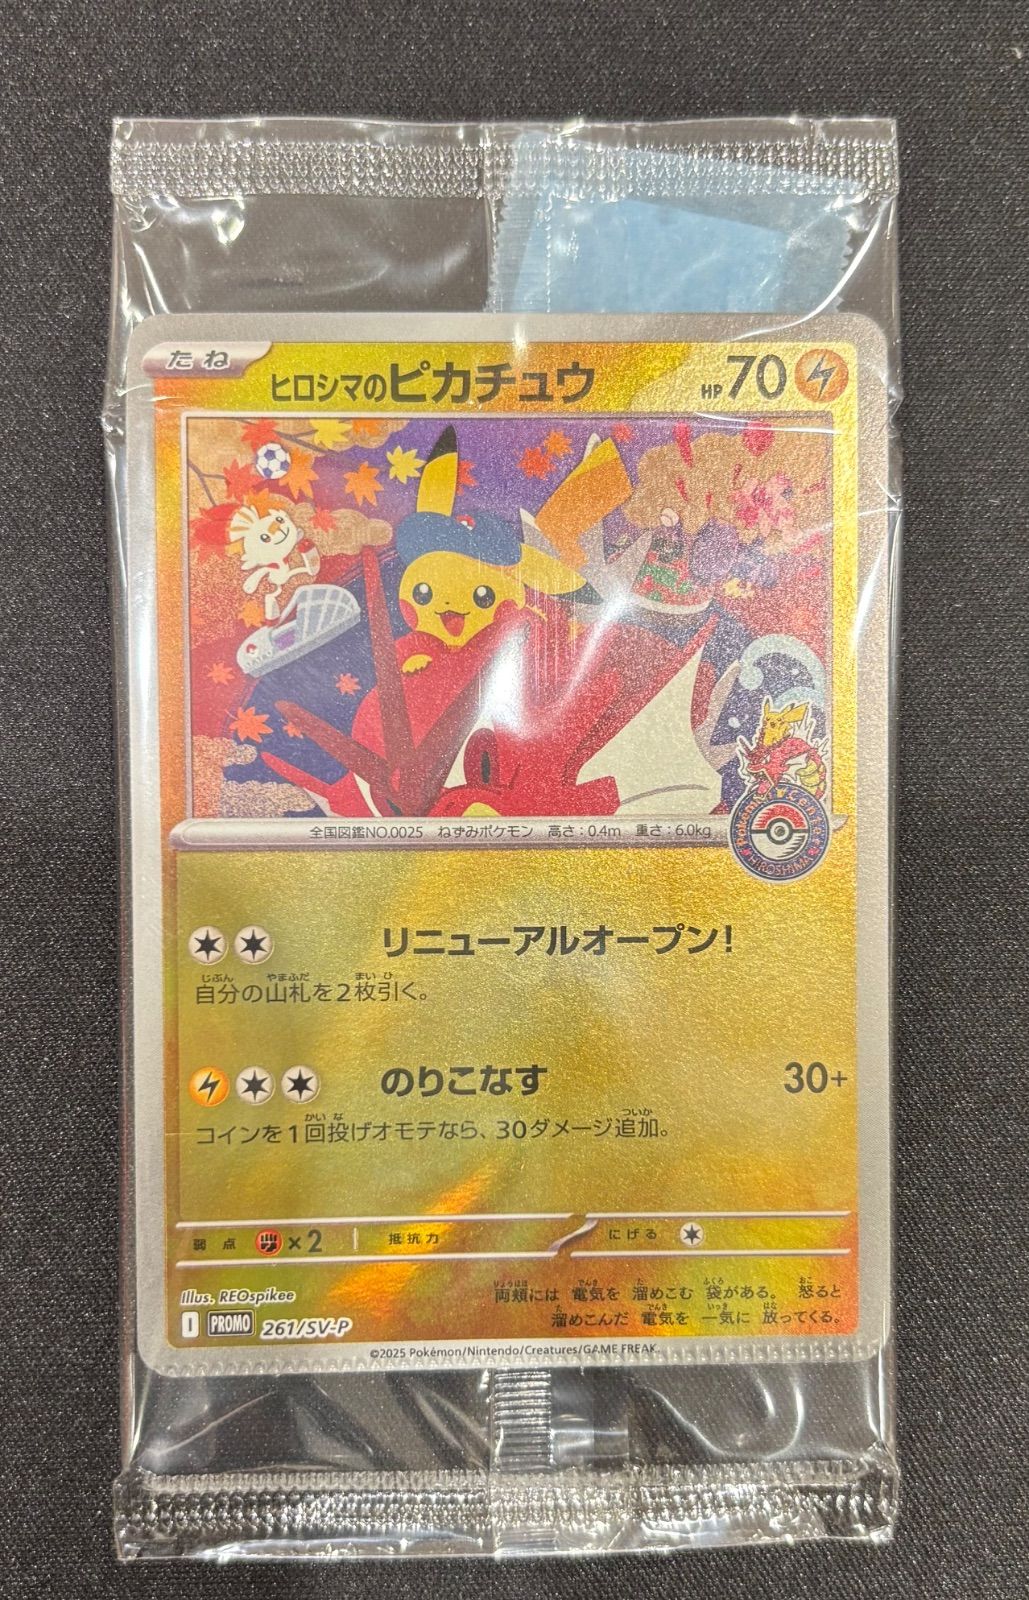 たね
ヒロシマのピカチュウ
HP 70
全国図鑑NO.0025 ねずみポケモン 高さ:0.4m 重さ:6.0kg
Pokémon Center
HIROSHIMA
リニューアルオープン!
自分の山札を2枚引く。
のりこなす 30+
コインを1回投げオモテなら、30ダメージ追加。
弱点 ×2 抵抗力 にげる
Illus. REOspikee
I PROMO 261/SV-P
両頬には 電気を 溜めこむ 袋がある。 怒ると
溜めこんだ 電気を 一気に 放ってくる。
©2025 Pokémon/Nintendo/Creatures/GAME FREAK.